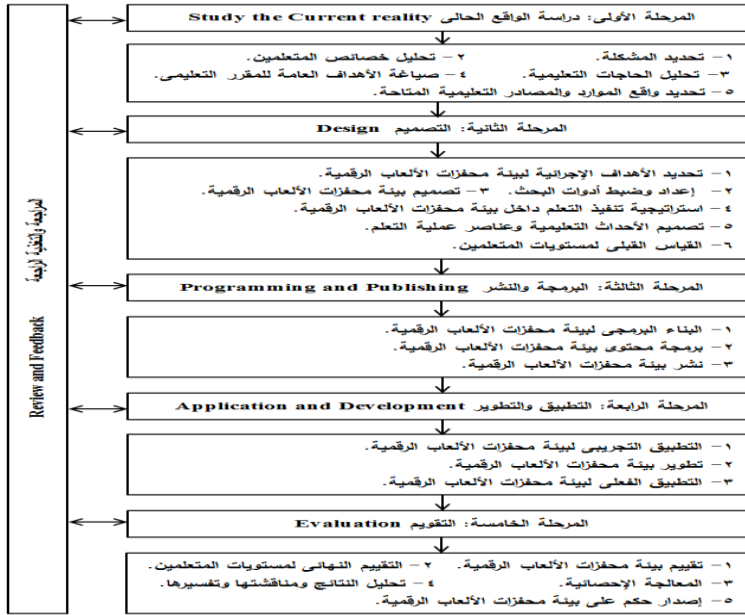 المرحلة الأولى: دراسة الواقع الحالى Study the Current reality
١- تحديد المشكلة. ٢- تحليل خصائص المتعلمين.
٣- تحليل الحاجات التعليمية. ٤- صياغة الأهداف العامة للمقرر التعليمى.
٥- تحديد واقع الموارد والمصادر التعليمية المتاحة.
المرحلة الثانية: التصميم Design
١- تحديد الأهداف الإجرائية لبيئة محفزات الألعاب الرقمية.
٢- إعداد وضبط أدوات البحث. ٣- تصميم بيئة محفزات الألعاب الرقمية.
٤- استراتيجية تنفيذ التعلم داخل بيئة محفزات الألعاب الرقمية.
٥- تصميم الأحداث التعليمية وعناصر عملية التعلم.
٦- القياس القبلى لمستويات المتعلمين.
المرحلة الثالثة: البرمجة والنشر Programming and Publishing
١- البناء البرمجى لبيئة محفزات الألعاب الرقمية.
٢- برمجة محتوى بيئة محفزات الألعاب الرقمية.
٣- نشر بيئة محفزات الألعاب الرقمية.
المرحلة الرابعة: التطبيق والتطوير Application and Development
١- التطبيق التجريبى لبيئة محفزات الألعاب الرقمية.
٢- تطوير بيئة محفزات الألعاب الرقمية.
٣- التطبيق الفعلى لبيئة محفزات الألعاب الرقمية.
المرحلة الخامسة: التقويم Evaluation
١- تقييم بيئة محفزات الألعاب الرقمية. ٢- التقييم النهائى لمستويات المتعلمين.
٣- المعالجة الإحصائية. ٤- تحليل النتائج ومناقشتها وتفسيرها.
٥- إصدار حكم على بيئة محفزات الألعاب الرقمية.
المراجعة والتغذية الراجعة Review and Feedback